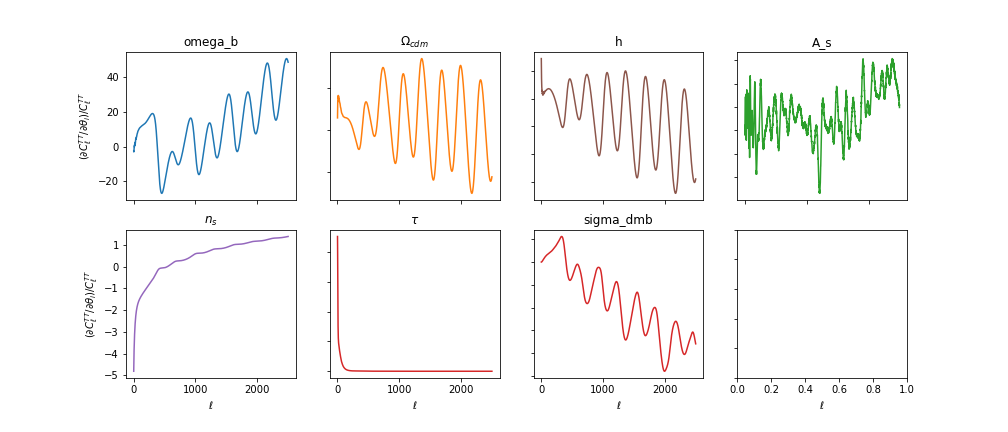 omega_b
Ω_{cdm}
h
A_s
(∂C_ℓ^{TT}/∂θ_i)/C_ℓ^{TT}
40
20
0
−20
n_s
τ
sigma_dmb
(∂C_ℓ^{TT}/∂θ_i)/C_ℓ^{TT}
1
0
−1
−2
−3
−4
−5
0 1000 2000
0 1000 2000
0 1000 2000
0.0 0.2 0.4 0.6 0.8 1.0
ℓ
ℓ
ℓ
ℓ